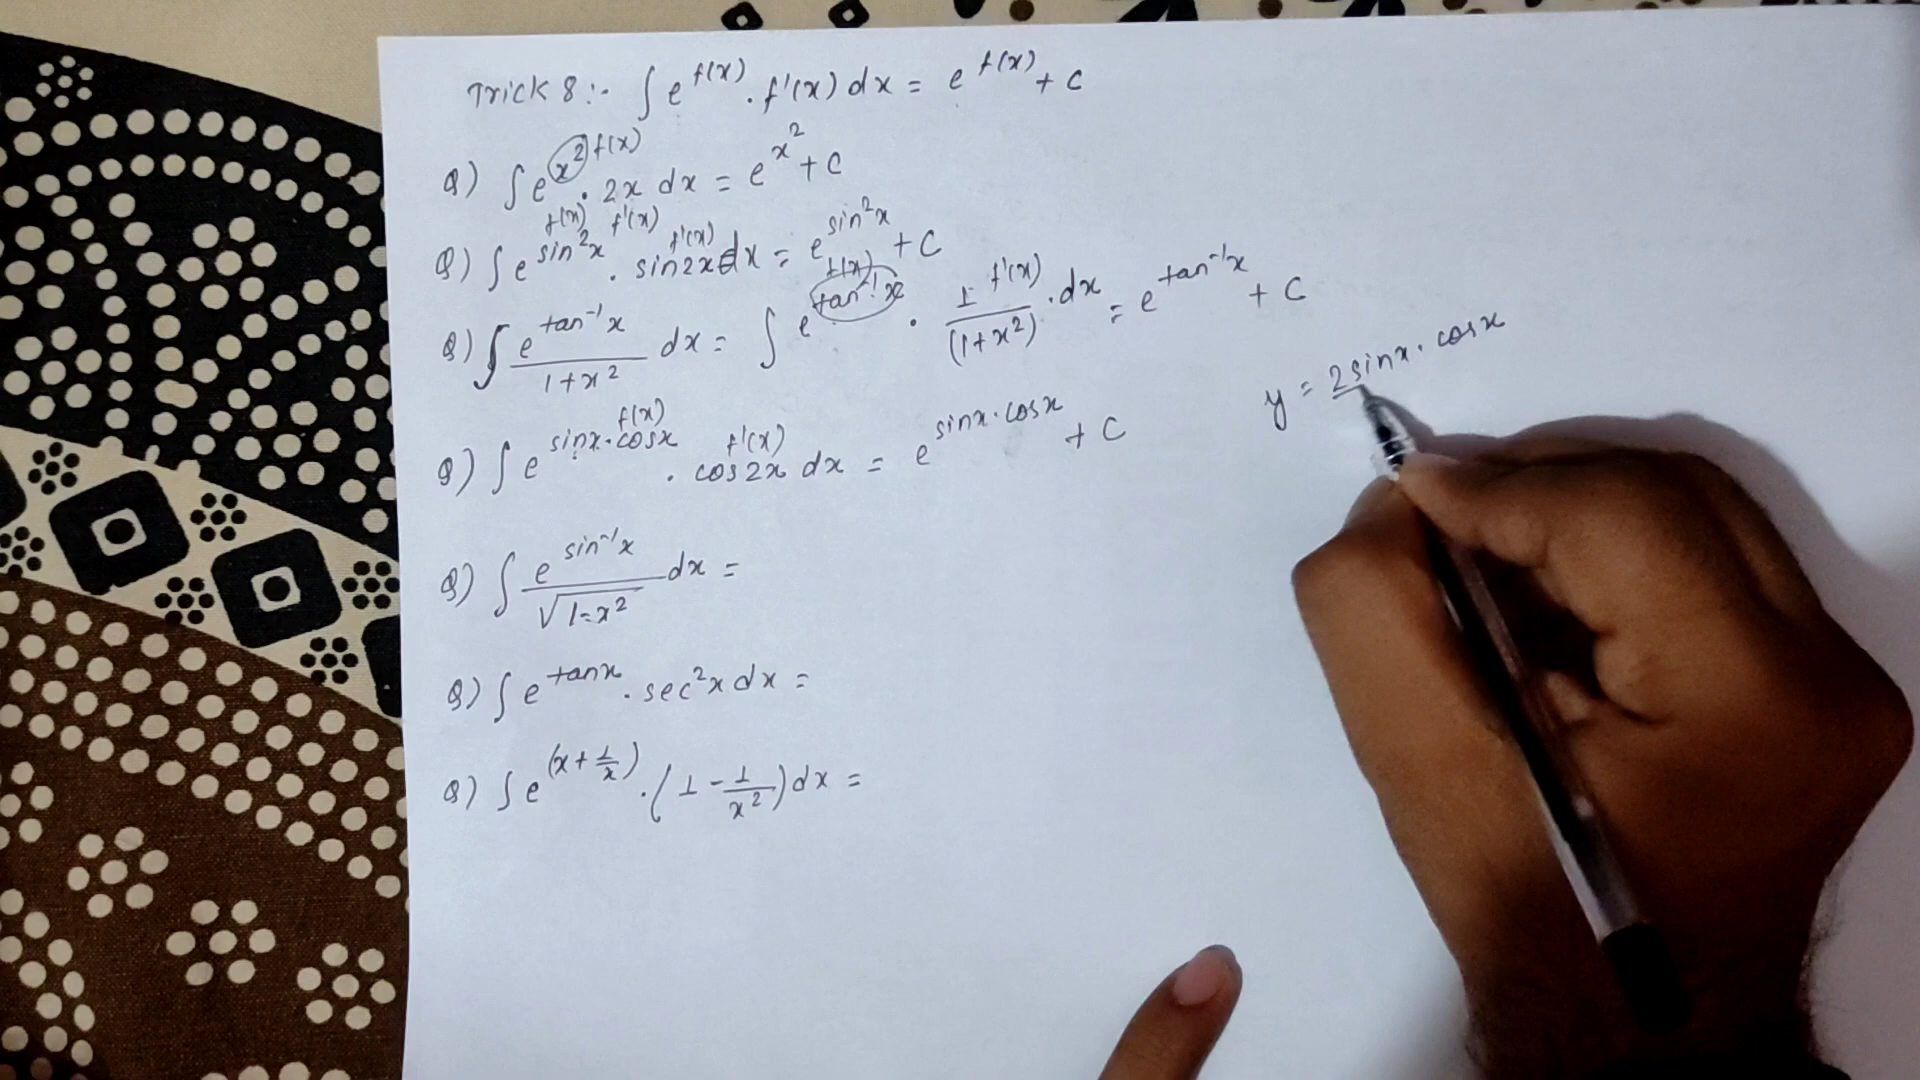 Trick 8:- ∫e^f(x) . f'(x) dx = e^f(x) + c
Q) ∫e^x² f(x) . 2x dx = e^x² + c
f(x) f'(x) f'(x)
Q) ∫e^sin²x . sin2x dx = e^sin²x + c
Q) ∫ e^tan⁻¹x / 1+x² dx = ∫ e^tan⁻¹x f(x) . 1/(1+x²) f'(x) . dx = e^tan⁻¹x + c
y = 2sinx . cosx
f(x) f'(x)
Q) ∫e^sinx.cosx . cos2x dx = e^sinx.cosx + c
Q) ∫ e^sin⁻¹x / √1-x² dx =
Q) ∫e^tanx . sec²x dx =
Q) ∫e^(x+1/x) . (1 - 1/x²) dx =